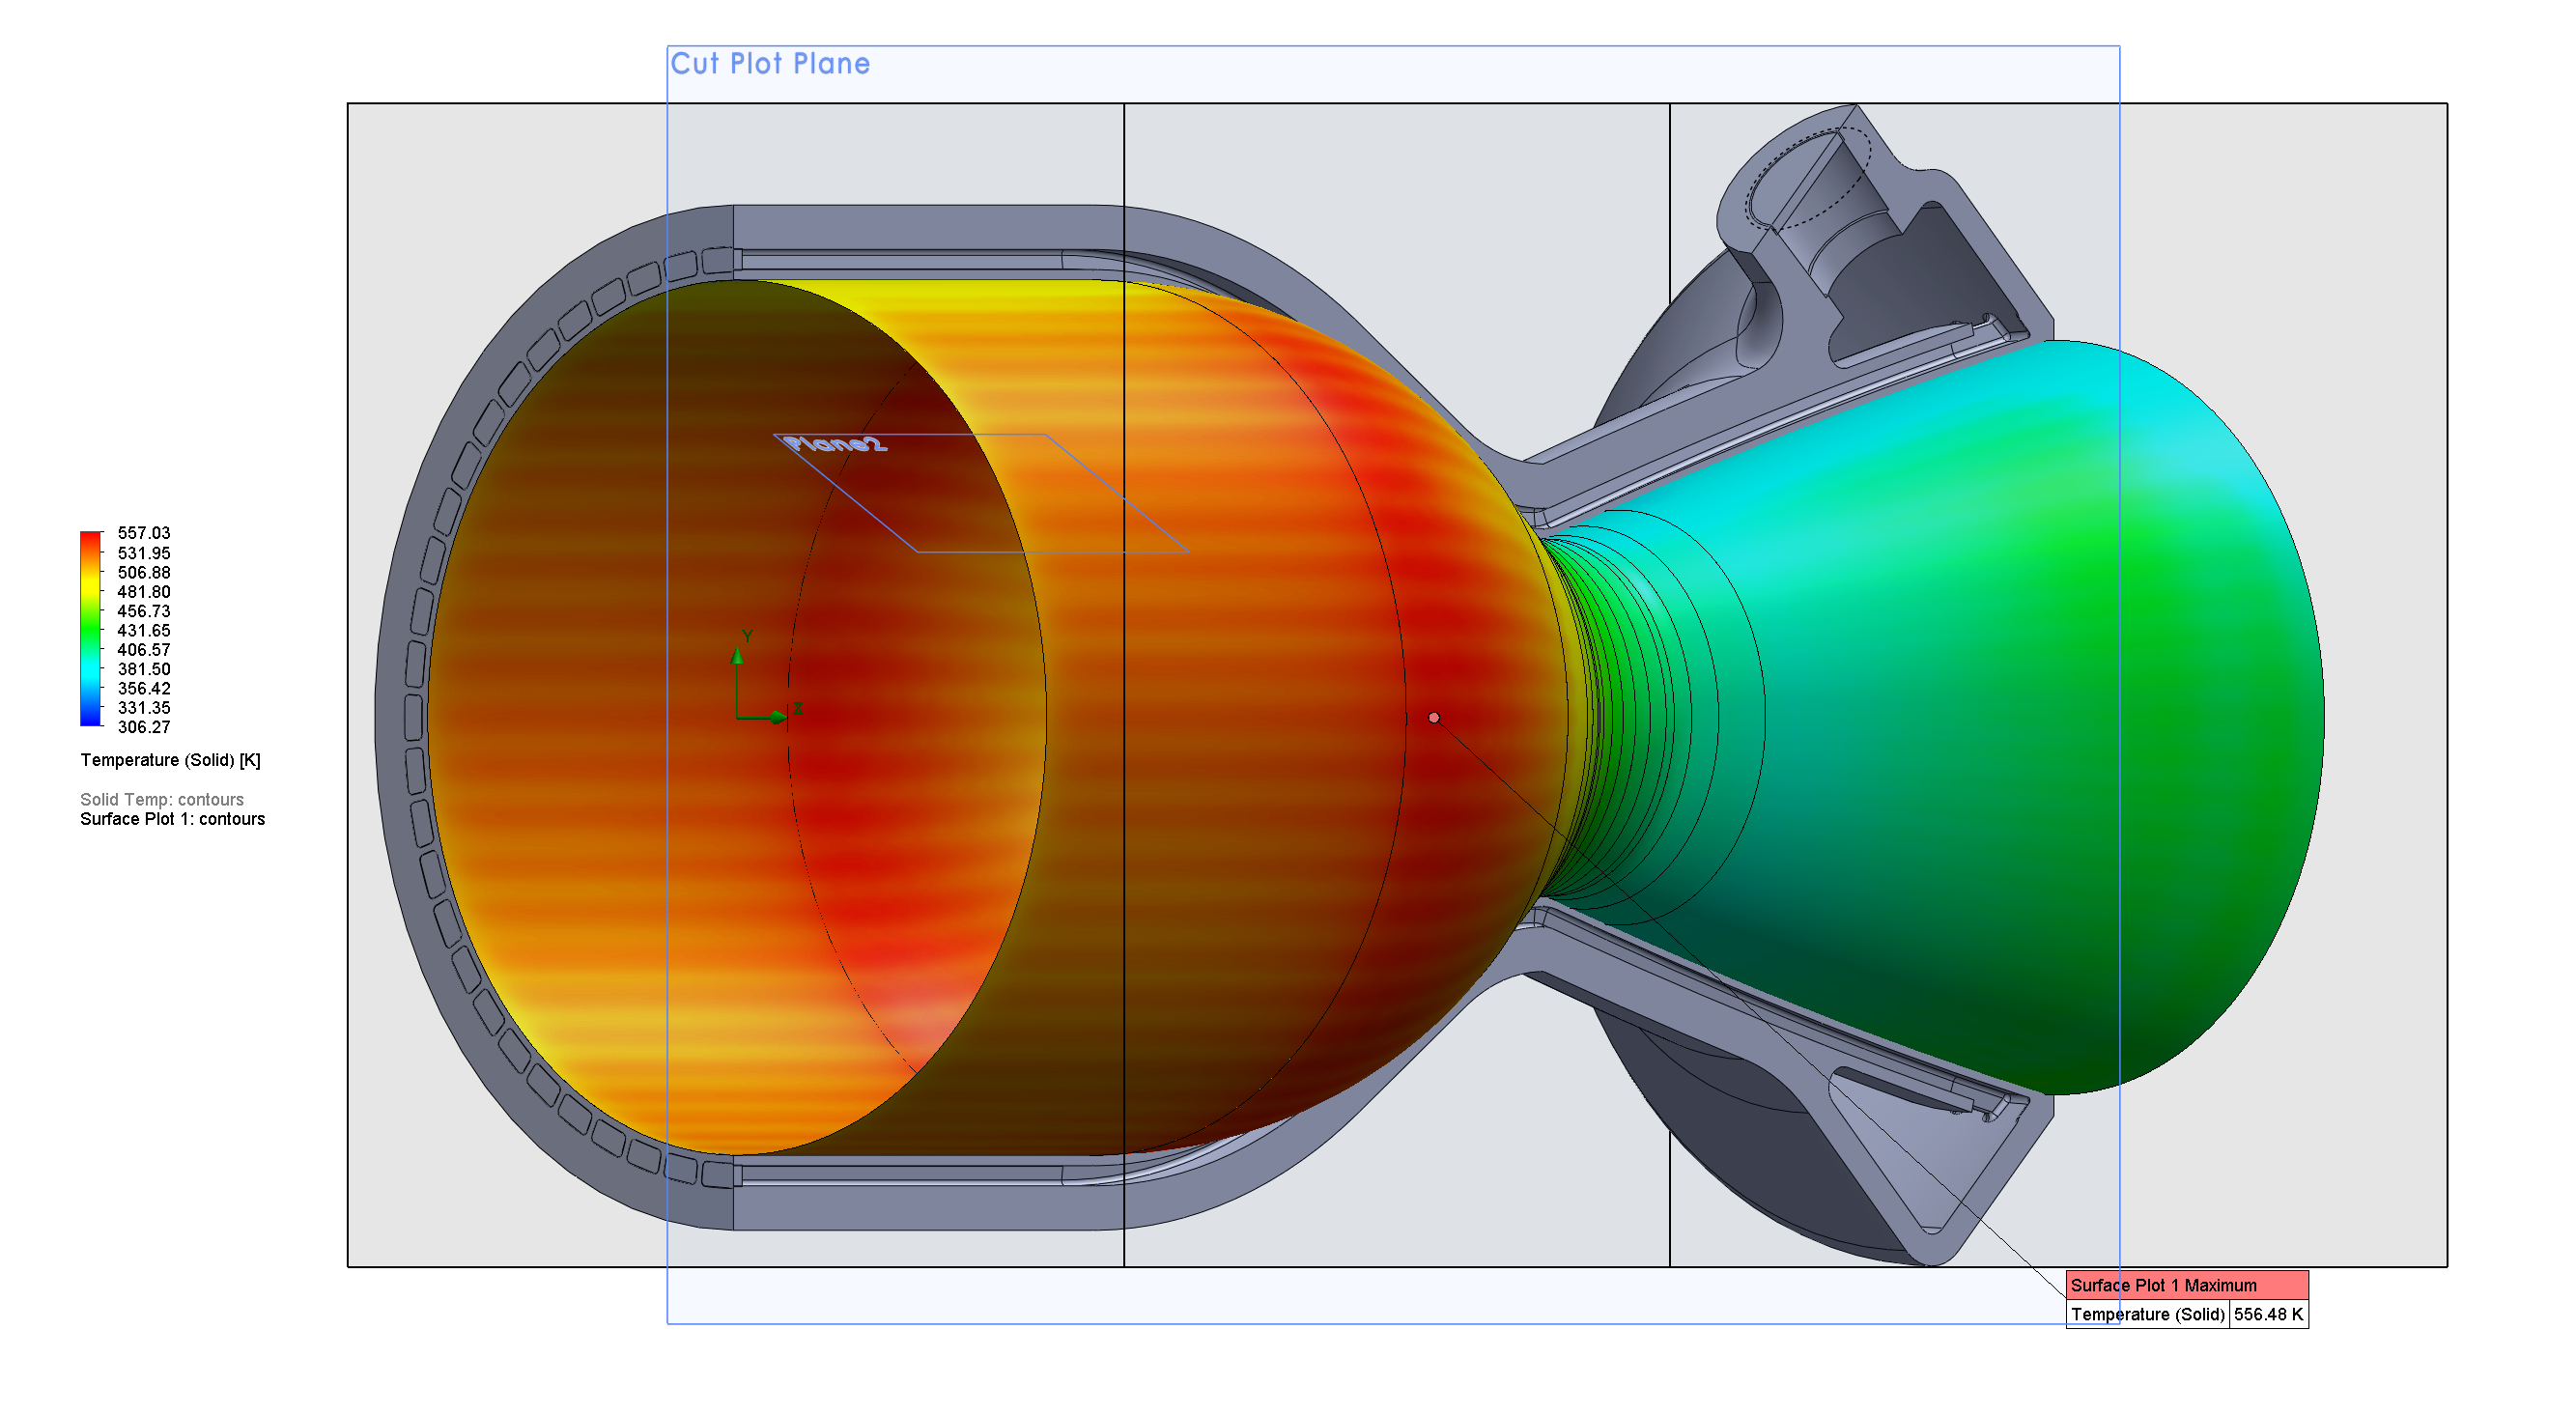 Cut Plot Plane
Plane2
557.03
531.95
506.88
481.80
456.73
431.65
406.57
381.50
356.42
331.35
306.27
Temperature (Solid) [K]
Solid Temp: contours
Surface Plot 1: contours
Y
X
Surface Plot 1 Maximum
Temperature (Solid) 556.48 K